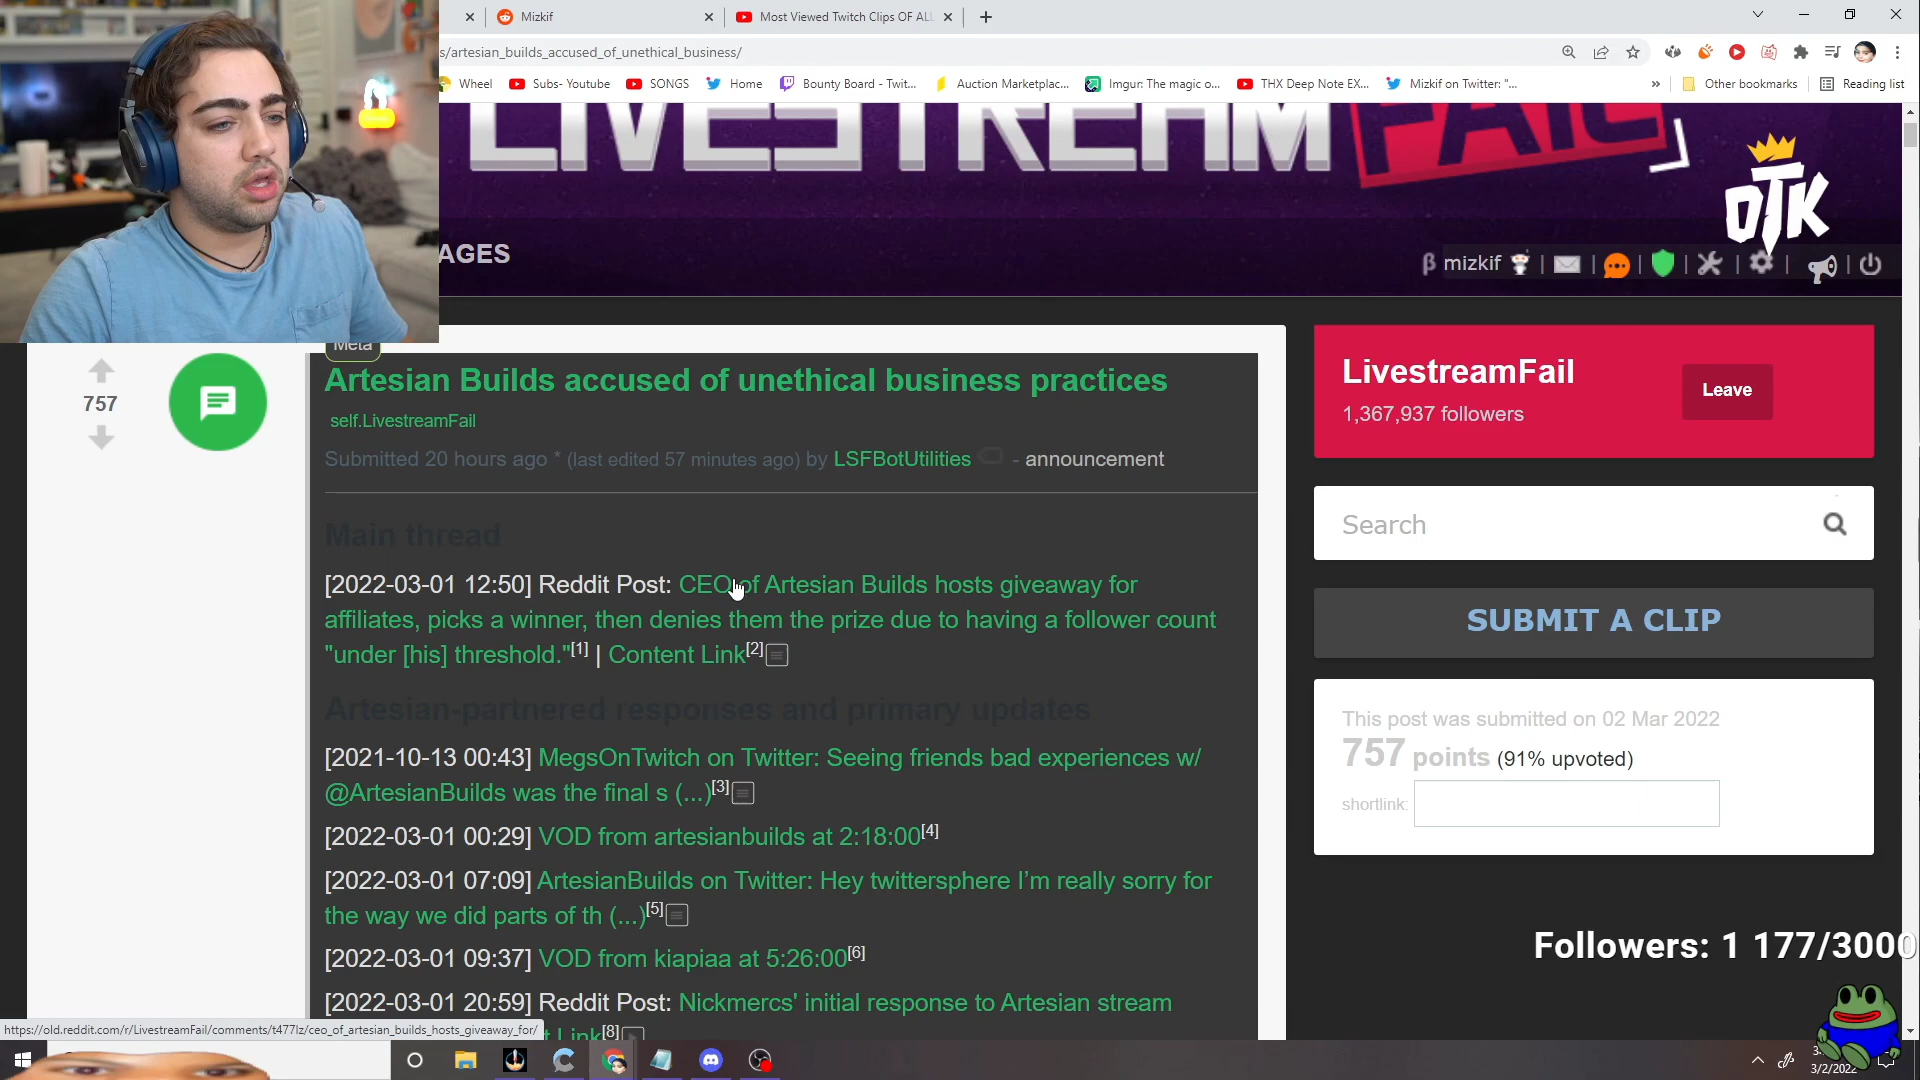 Mizkif
Most Viewed Twitch Clips OF AL
s/artesian_builds_accused_of_unethical_business/
Wheel
Subs- Youtube
SONGS
Home
Bounty Board - Twit...
Auction Marketplac...
Imgur: The magic o...
THX Deep Note EX...
Mizkif on Twitter: "...
»
Other bookmarks
Reading list
LIVESTREAM FAIL
OTK
AGES
β mizkif
Meta
757
Artesian Builds accused of unethical business practices
self.LivestreamFail
Submitted 20 hours ago * (last edited 57 minutes ago) by LSFBotUtilities - announcement
Main thread
[2022-03-01 12:50] Reddit Post: CEO of Artesian Builds hosts giveaway for
affiliates, picks a winner, then denies them the prize due to having a follower count
"under [his] threshold."[1] | Content Link[2]
Artesian-partnered responses and primary updates
[2021-10-13 00:43] MegsOnTwitch on Twitter: Seeing friends bad experiences w/
@ArtesianBuilds was the final s (...)[3]
[2022-03-01 00:29] VOD from artesianbuilds at 2:18:00[4]
[2022-03-01 07:09] ArtesianBuilds on Twitter: Hey twittersphere I'm really sorry for
the way we did parts of th (...)[5]
[2022-03-01 09:37] VOD from kiapiaa at 5:26:00[6]
[2022-03-01 20:59] Reddit Post: Nickmercs' initial response to Artesian stream
t Link[8]
LivestreamFail
1,367,937 followers
Leave
Search
SUBMIT A CLIP
This post was submitted on 02 Mar 2022
757 points (91% upvoted)
shortlink:
Followers: 1 177/3000
https://old.reddit.com/r/LivestreamFail/comments/t477lz/ceo_of_artesian_builds_hosts_giveaway_for/
3/2/2022